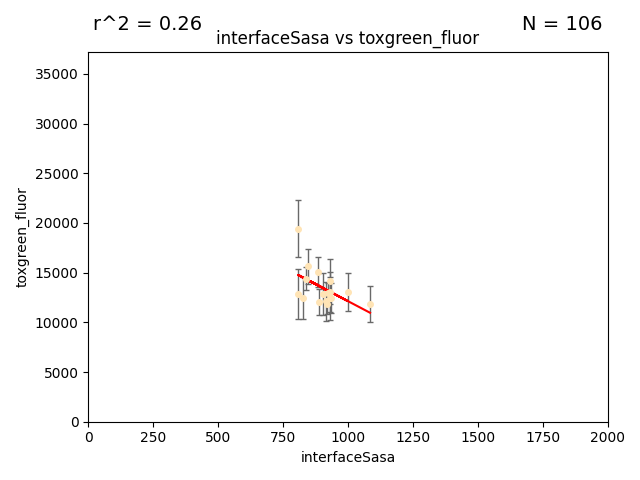 r^2 = 0.26
N = 106
interfaceSasa vs toxgreen_fluor
35000
30000
25000
20000
15000
10000
5000
0
toxgreen_fluor
0 250 500 750 1000 1250 1500 1750 2000
interfaceSasa